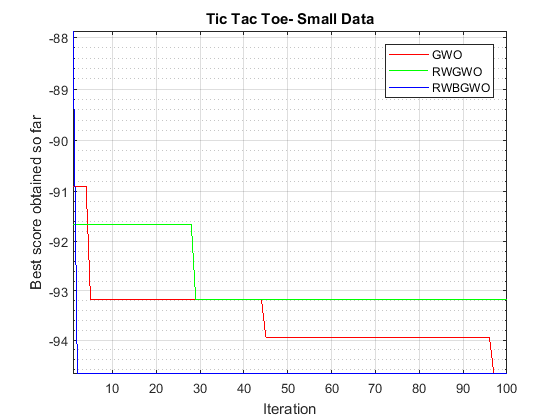 Tic Tac Toe- Small Data
-88
-89
-90
-91
-92
-93
-94
Best score obtained so far
GWO
RWGWO
RWBGWO
10 20 30 40 50 60 70 80 90 100
Iteration